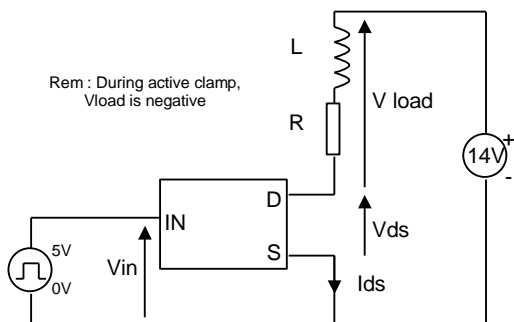 L
Rem : During active clamp,
Vload is negative
V load
R
14V
+
-
D
IN
Vds
S
5V
0V
Vin
Ids